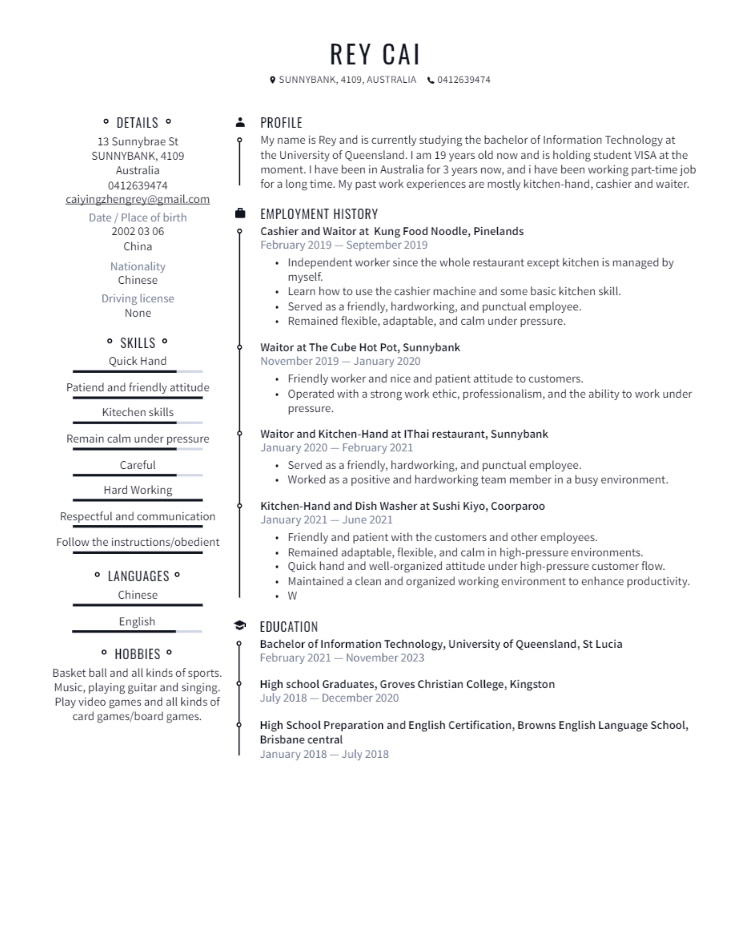 REY CAI
SUNNYBANK, 4109, AUSTRALIA 0412639474
DETAILS
13 Sunnybrae St
SUNNYBANK, 4109
Australia
0412639474
caiyingzhengrey@gmail.com
Date / Place of birth
2002 03 06
China
Nationality
Chinese
Driving license
None
SKILLS
Quick Hand
Patiend and friendly attitude
Kitechen skills
Remain calm under pressure
Careful
Hard Working
Respectful and communication
Follow the instructions/obedient
LANGUAGES
Chinese
English
HOBBIES
Basket ball and all kinds of sports.
Music, playing guitar and singing.
Play video games and all kinds of
card games/board games.
PROFILE
My name is Rey and is currently studying the bachelor of Information Technology at
the University of Queensland. I am 19 years old now and is holding student VISA at the
moment. I have been in Australia for 3 years now, and i have been working part-time job
for a long time. My past work experiences are mostly kitchen-hand, cashier and waiter.
EMPLOYMENT HISTORY
Cashier and Waitor at Kung Food Noodle, Pinelands
February 2019 — September 2019
• Independent worker since the whole restaurant except kitchen is managed by
myself.
• Learn how to use the cashier machine and some basic kitchen skill.
• Served as a friendly, hardworking, and punctual employee.
• Remained flexible, adaptable, and calm under pressure.
Waitor at The Cube Hot Pot, Sunnybank
November 2019 — January 2020
• Friendly worker and nice and patient attitude to customers.
• Operated with a strong work ethic, professionalism, and the ability to work under
pressure.
Waitor and Kitchen-Hand at IThai restaurant, Sunnybank
January 2020 — February 2021
• Served as a friendly, hardworking, and punctual employee.
• Worked as a positive and hardworking team member in a busy environment.
Kitchen-Hand and Dish Washer at Sushi Kiyo, Coorparoo
January 2021 — June 2021
• Friendly and patient with the customers and other employees.
• Remained adaptable, flexible, and calm in high-pressure environments.
• Quick hand and well-organized attitude under high-pressure customer flow.
• Maintained a clean and organized working environment to enhance productivity.
• W
EDUCATION
Bachelor of Information Technology, University of Queensland, St Lucia
February 2021 — November 2023
High school Graduates, Groves Christian College, Kingston
July 2018 — December 2020
High School Preparation and English Certification, Browns English Language School,
Brisbane central
January 2018 — July 2018